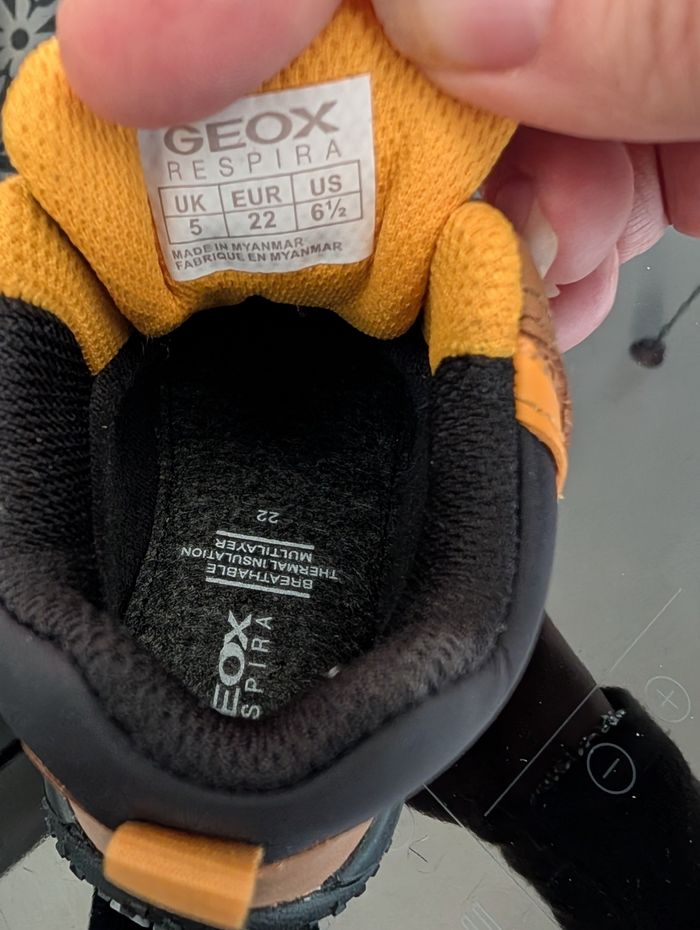 GEOX
RESPIRA
UK EUR US
5 22 6½
MADE IN MYANMAR
FABRIQUE EN MYANMAR
22
BREATHABLE
THERMAL INSULATION
MULTILAYER
EOX
SPIRA